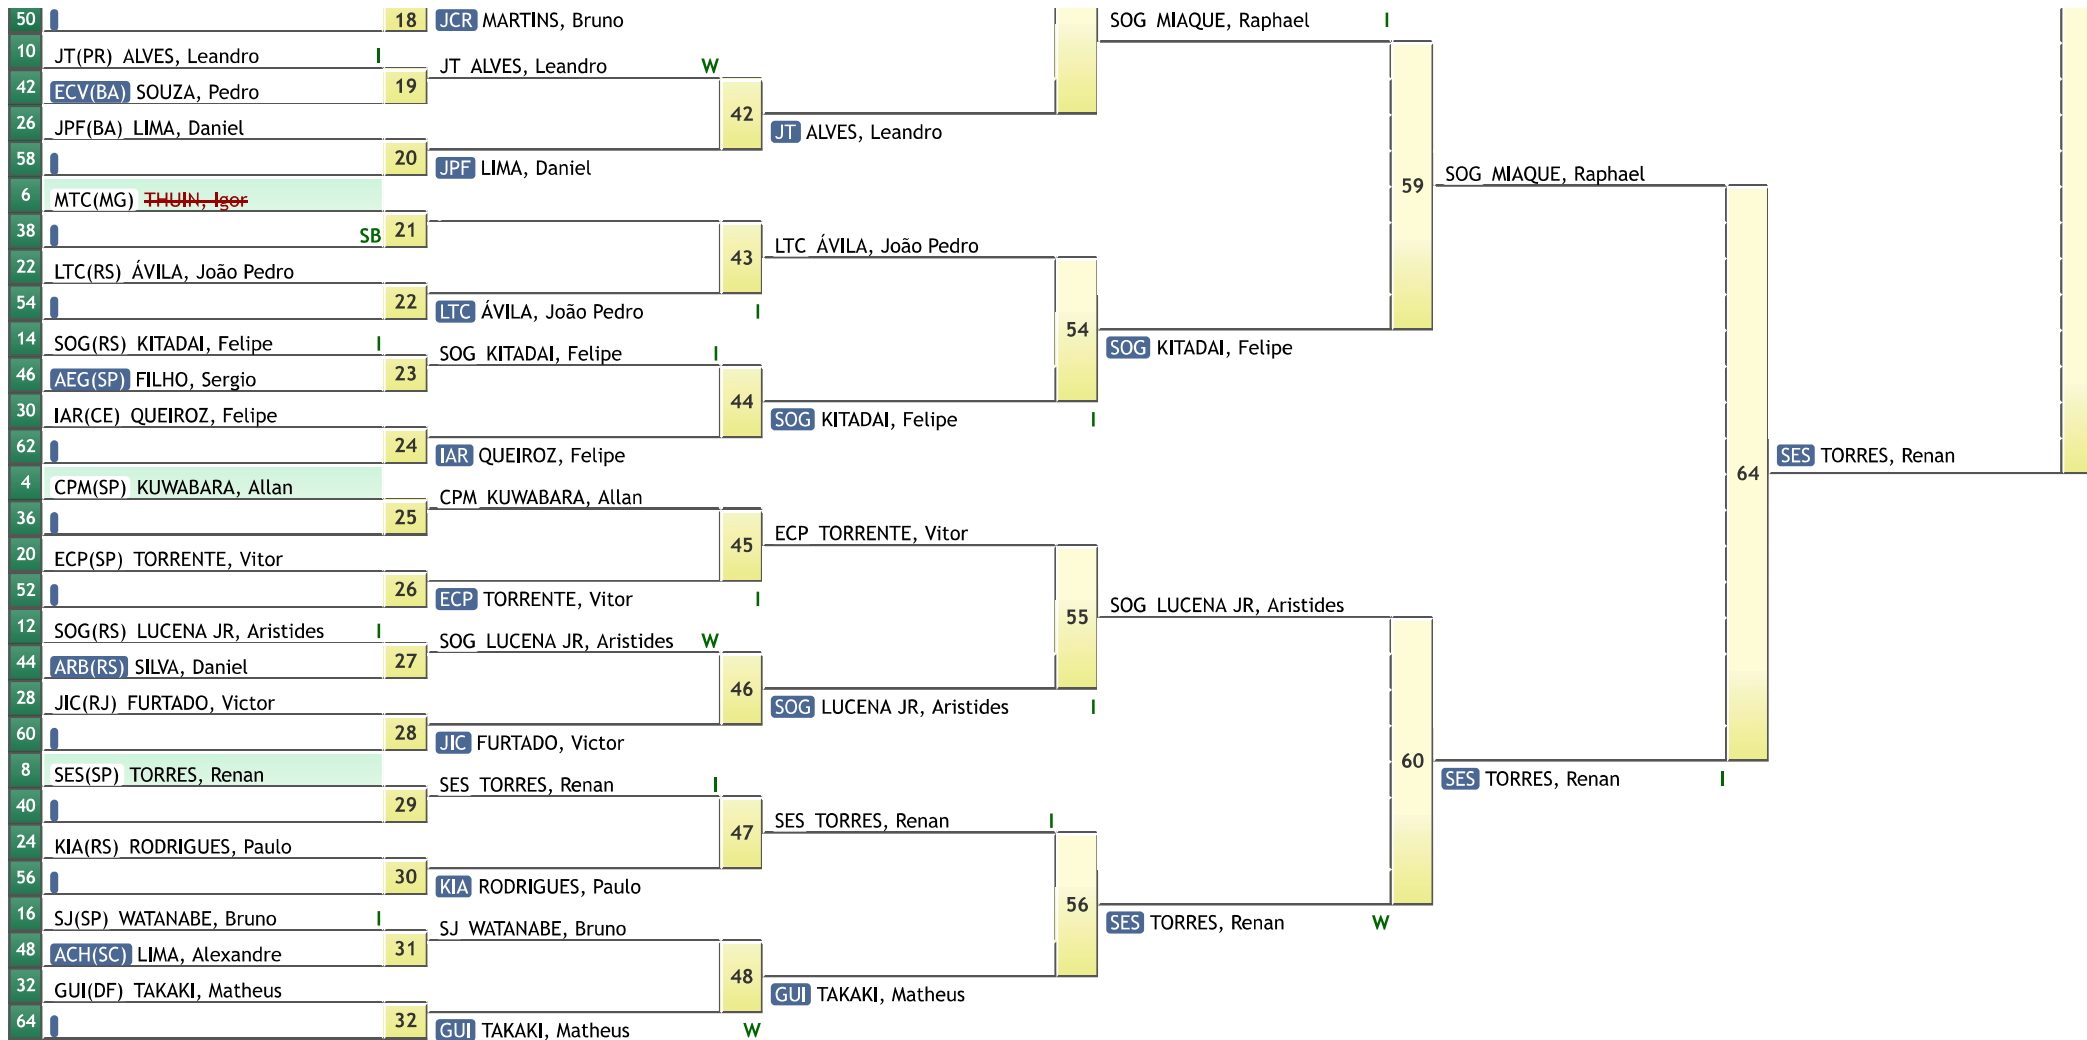 50 18 JCR MARTINS, Bruno SOG MIAQUE, Raphael I
10 JT(PR) ALVES, Leandro I
JT ALVES, Leandro W
42 ECV(BA) SOUZA, Pedro 19
42
26 JPF(BA) LIMA, Daniel
JT ALVES, Leandro
58 20
JPF LIMA, Daniel
SOG MIAQUE, Raphael
59
6 MTC(MG) THUIN, Igor
38 SB 21
LTC ÁVILA, João Pedro
43
22 LTC(RS) ÁVILA, João Pedro
54 22
LTC ÁVILA, João Pedro I
54
14 SOG(RS) KITADAI, Felipe I
SOG KITADAI, Felipe I
SOG KITADAI, Felipe
46 AEG(SP) FILHO, Sergio 23
44
30 IAR(CE) QUEIROZ, Felipe
SOG KITADAI, Felipe I
62 24
IAR QUEIROZ, Felipe
SES TORRES, Renan
64
4 CPM(SP) KUWABARA, Allan
CPM KUWABARA, Allan
36 25
ECP TORRENTE, Vitor
45
20 ECP(SP) TORRENTE, Vitor
52 26
ECP TORRENTE, Vitor I
SOG LUCENA JR, Aristides
55
12 SOG(RS) LUCENA JR, Aristides I
SOG LUCENA JR, Aristides W
44 ARB(RS) SILVA, Daniel 27
46
28 JIC(RJ) FURTADO, Victor
SOG LUCENA JR, Aristides I
60 28
JIC FURTADO, Victor
60
8 SES(SP) TORRES, Renan
SES TORRES, Renan I
SES TORRES, Renan I
40 29
SES TORRES, Renan I
47
24 KIA(RS) RODRIGUES, Paulo
56 30
KIA RODRIGUES, Paulo
56
16 SJ(SP) WATANABE, Bruno I
SJ WATANABE, Bruno
SES TORRES, Renan W
48 ACH(SC) LIMA, Alexandre 31
48
32 GUI(DF) TAKAKI, Matheus
GUI TAKAKI, Matheus
64 32
GUI TAKAKI, Matheus W